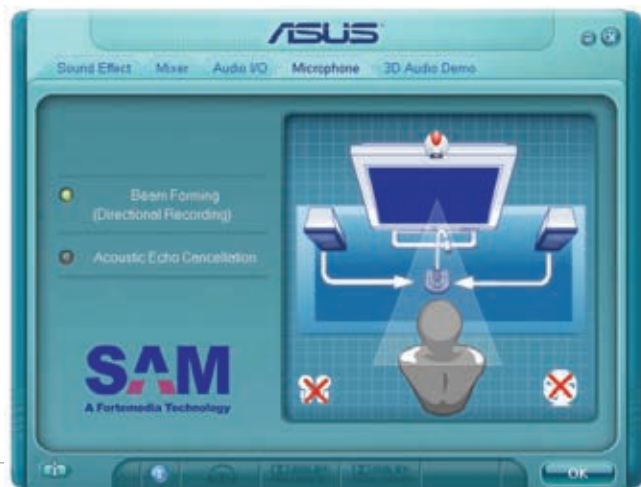 ASUS
Sound Effect Mixer Audio I/O Microphone 3D Audio Demo
Beam Forming
(Directional Recording)
Acoustic Echo Cancellation
SAM
A Fortemedia Technology
OK